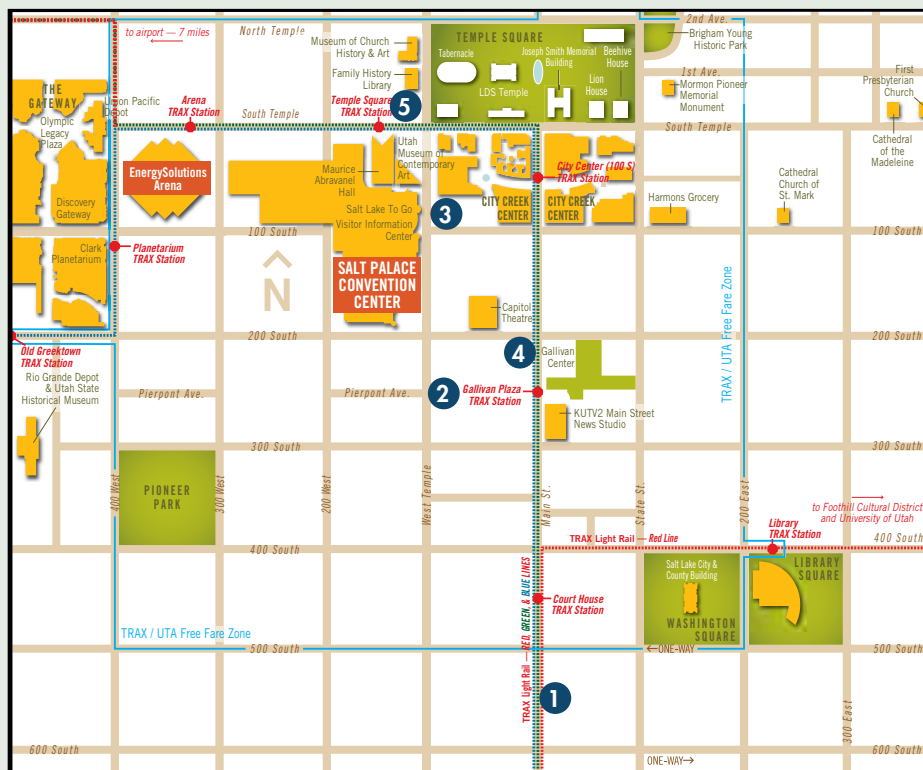 2nd Ave.
to airport — 7 miles
North Temple
Museum of Church
History & Art
TEMPLE SQUARE
Tabernacle
Joseph Smith Memorial
Building
Beehive
House
Brigham Young
Historic Park
Family History
Library
LDS Temple
Lion
House
1st Ave.
Mormon Pioneer
Memorial
Monument
First
Presbyterian
Church
THE
GATEWAY
Union Pacific
Depot
Olympic
Legacy
Plaza
Arena
TRAX Station
South Temple
Temple Square
TRAX Station
5
South Temple
Cathedral
of the
Madeleine
EnergySolutions
Arena
Maurice
Abravanel
Hall
Utah
Museum of
Contemporary
Art
City Center (100 S)
TRAX Station
Cathedral
Church of
St. Mark
Discovery
Gateway
Salt Lake To Go
Visitor Information
Center
3
CITY CREEK
CENTER
CITY CREEK
CENTER
Harmons Grocery
100 South
100 South
Clark
Planetarium
Planetarium
TRAX Station
N
SALT PALACE
CONVENTION
CENTER
TRAX / UTA Free Fare Zone
Capitol
Theatre
200 South
200 South
Old Greektown
TRAX Station
4
Gallivan
Center
Rio Grande Depot
& Utah State
Historical Museum
Pierpont Ave.
Pierpont Ave.
2
Gallivan Plaza
TRAX Station
KUTV2 Main Street
News Studio
300 South
300 South
PIONEER
PARK
400 West
300 West
200 West
West Temple
Main St.
State St.
200 East
to Foothill Cultural District
and University of Utah
TRAX Light Rail — Red Line
Library
TRAX Station
400 South
400 South
Salt Lake City &
County Building
LIBRARY
SQUARE
Court House
TRAX Station
WASHINGTON
SQUARE
TRAX / UTA Free Fare Zone
TRAX Light Rail — RED, GREEN, & BLUE LINES
500 South
←ONE-WAY
500 South
1
300 East
600 South
ONE-WAY→
600 South